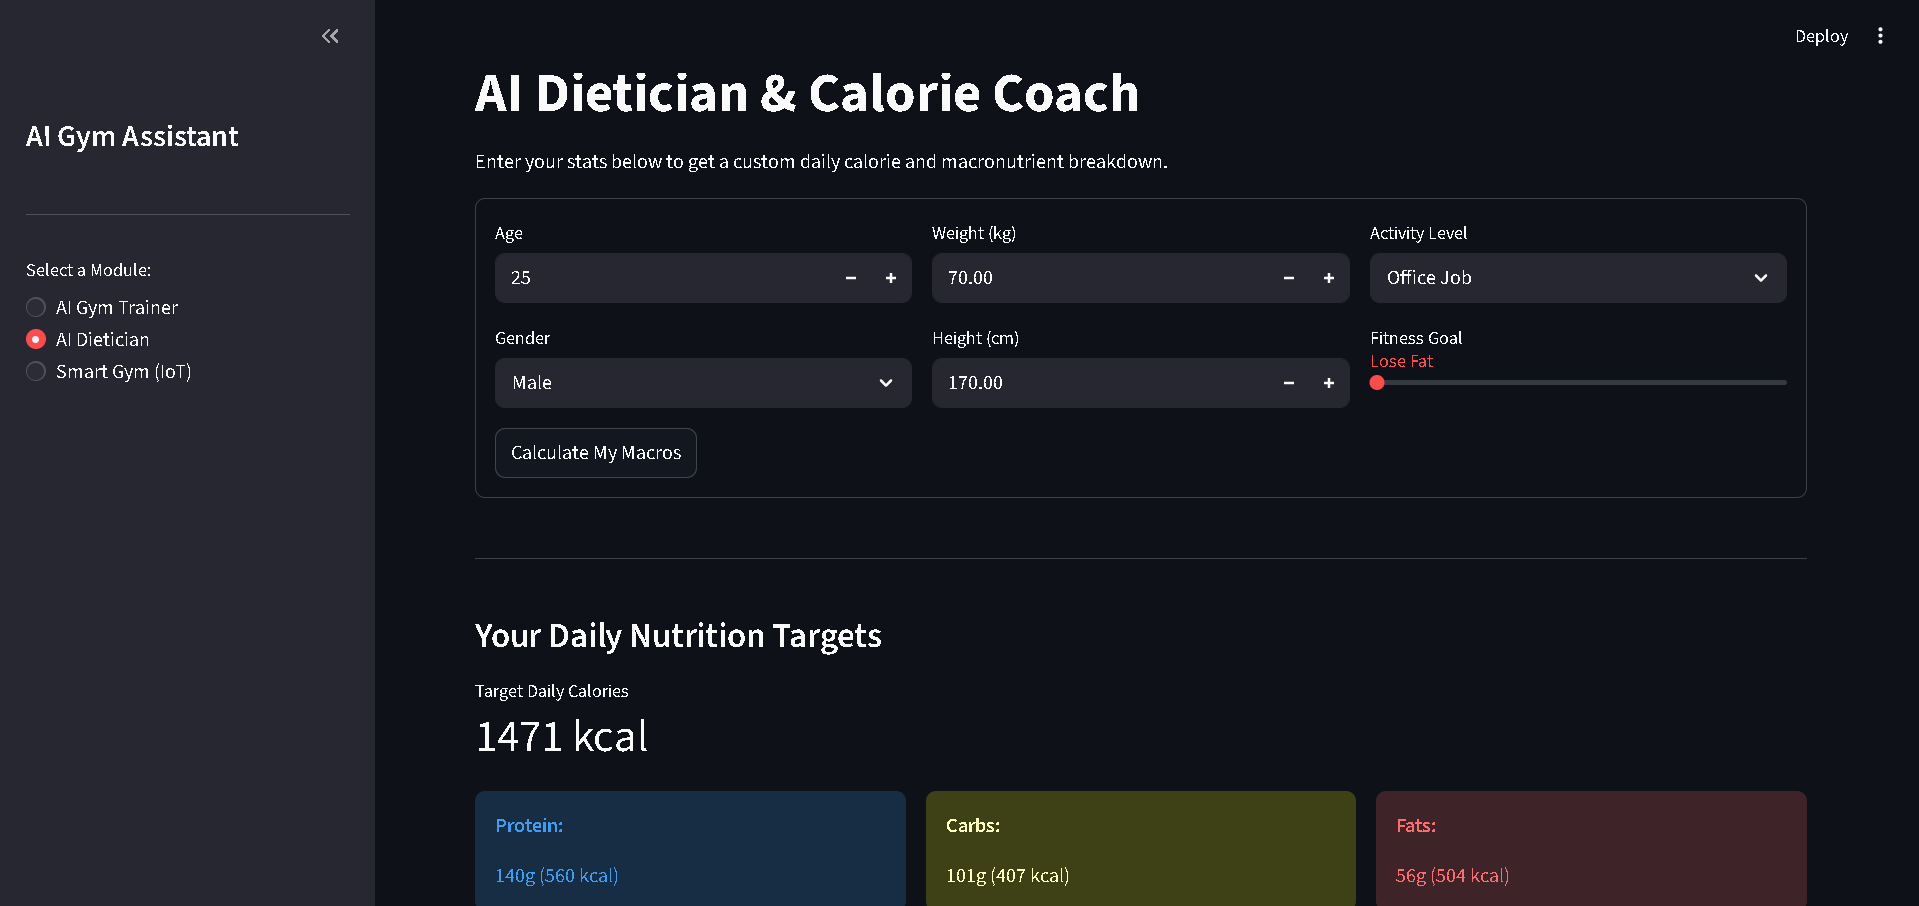 Deploy
AI Gym Assistant
Select a Module:
AI Gym Trainer
AI Dietician
Smart Gym (IoT)
AI Dietician & Calorie Coach
Enter your stats below to get a custom daily calorie and macronutrient breakdown.
Age
25
Weight (kg)
70.00
Activity Level
Office Job
Gender
Male
Height (cm)
170.00
Fitness Goal
Lose Fat
Calculate My Macros
Your Daily Nutrition Targets
Target Daily Calories
1471 kcal
Protein:
140g (560 kcal)
Carbs:
101g (407 kcal)
Fats:
56g (504 kcal)